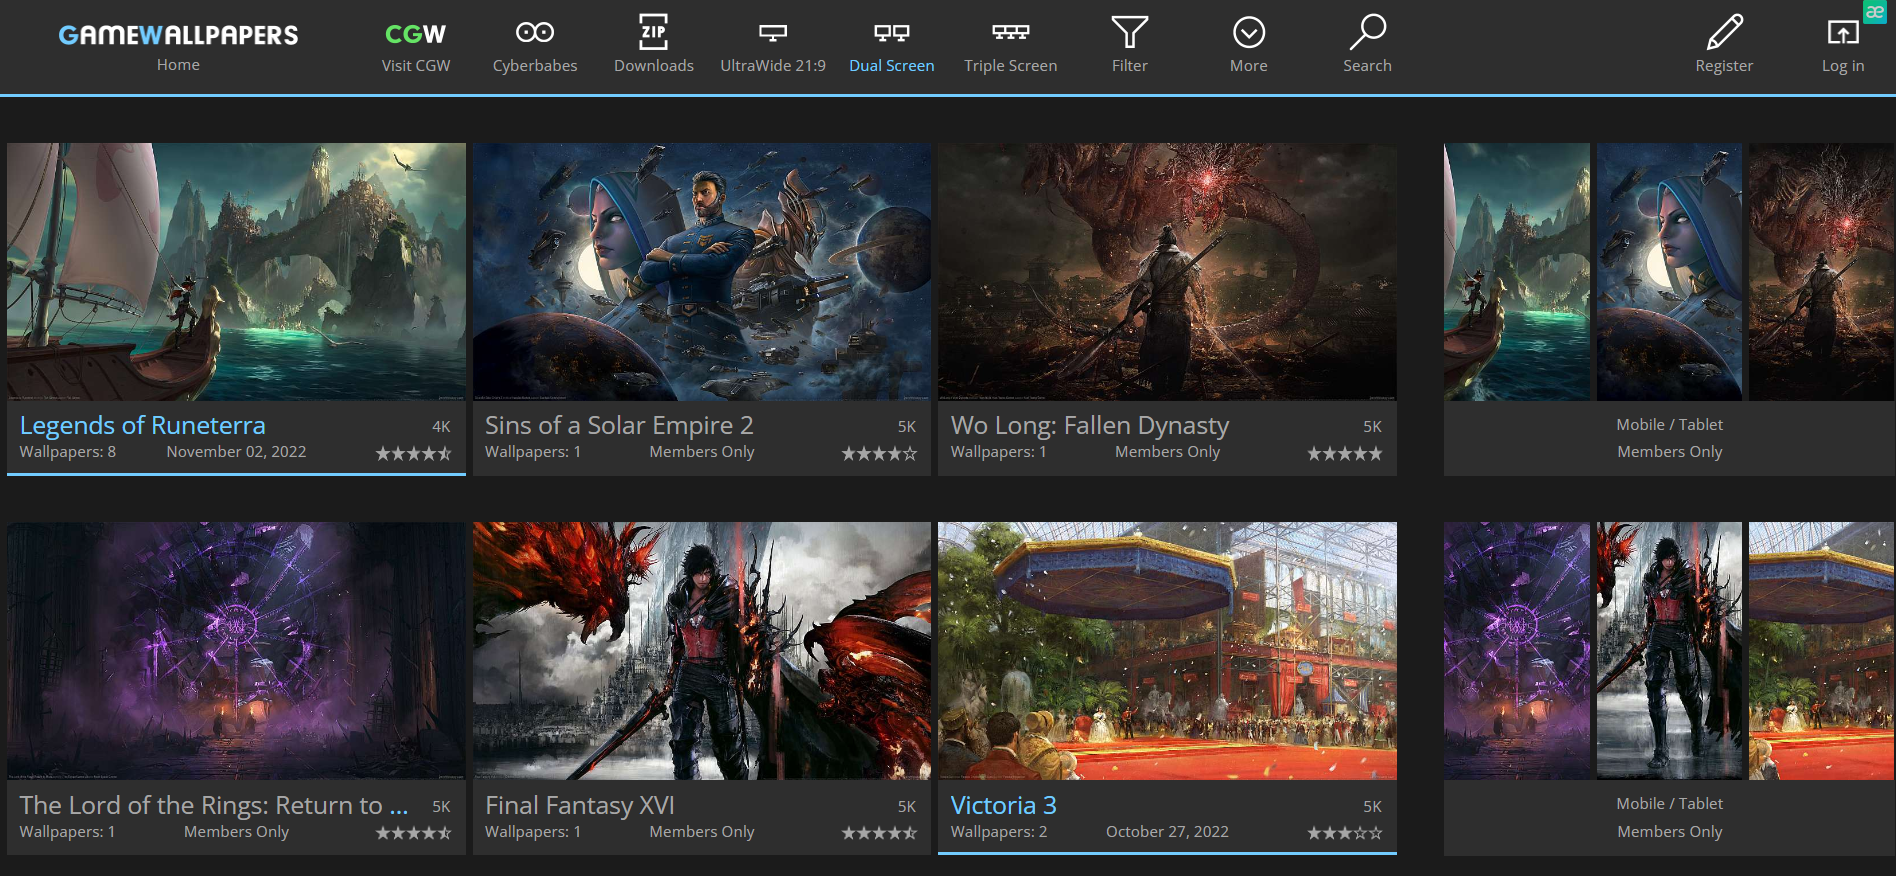 GAMEWALLPAPERS
Home
CGW
Visit CGW
Cyberbabes
ZIP
Downloads
UltraWide 21:9
Dual Screen
Triple Screen
Filter
More
Search
Register
Log in
æ
Legends of Runeterra 4K
Wallpapers: 8 November 02, 2022
Sins of a Solar Empire 2 5K
Wallpapers: 1 Members Only
Wo Long: Fallen Dynasty 5K
Wallpapers: 1 Members Only
Mobile / Tablet
Members Only
The Lord of the Rings: Return to ... 5K
Wallpapers: 1 Members Only
Final Fantasy XVI 5K
Wallpapers: 1 Members Only
Victoria 3 5K
Wallpapers: 2 October 27, 2022
Mobile / Tablet
Members Only